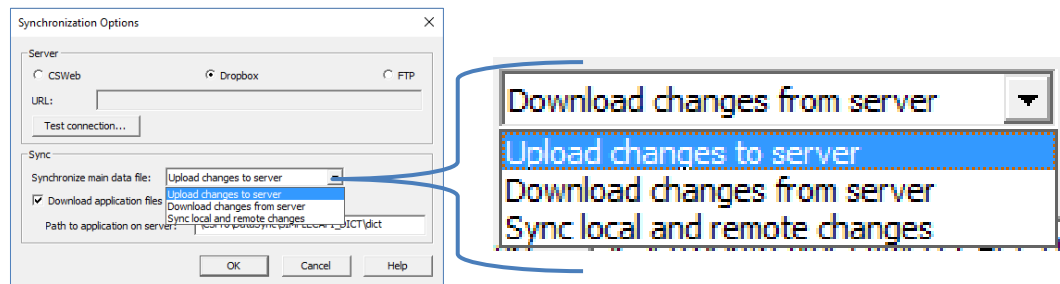 Synchronization Options
Server
CSWeb
Dropbox
FTP
URL:
Test connection...
Sync
Synchronize main data file:
Upload changes to server
Upload changes to server
Download changes from server
Sync local and remote changes
Download application files
Path to application on server:
OK
Cancel
Help
Download changes from server
Upload changes to server
Download changes from server
Sync local and remote changes